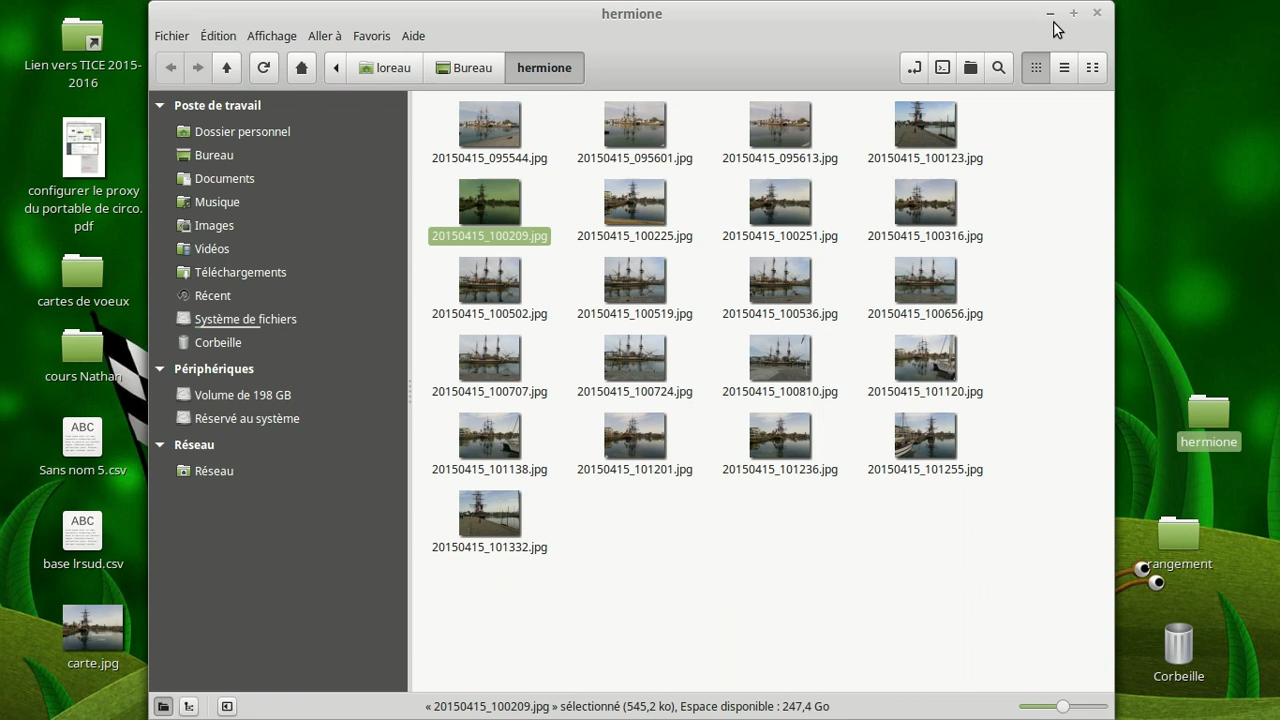 hermione
Fichier Édition Affichage Aller à Favoris Aide
loreau Bureau hermione
Poste de travail
Dossier personnel
Bureau
Documents
Musique
Images
Vidéos
Téléchargements
Récent
Système de fichiers
Corbeille
Périphériques
Volume de 198 GB
Réservé au système
Réseau
Réseau
20150415_095544.jpg 20150415_095601.jpg 20150415_095613.jpg 20150415_100123.jpg
20150415_100209.jpg 20150415_100225.jpg 20150415_100251.jpg 20150415_100316.jpg
20150415_100502.jpg 20150415_100519.jpg 20150415_100536.jpg 20150415_100656.jpg
20150415_100707.jpg 20150415_100724.jpg 20150415_100810.jpg 20150415_101120.jpg
20150415_101138.jpg 20150415_101201.jpg 20150415_101236.jpg 20150415_101255.jpg
20150415_101332.jpg
« 20150415_100209.jpg » sélectionné (545,2 ko), Espace disponible : 247,4 Go
Lien vers TICE 2015-
2016
configurer le proxy
du portable de circo.
pdf
cartes de voeux
cours Nathan
ABC
Sans nom 5.csv
ABC
base lrsud.csv
carte.jpg
hermione
rangement
Corbeille